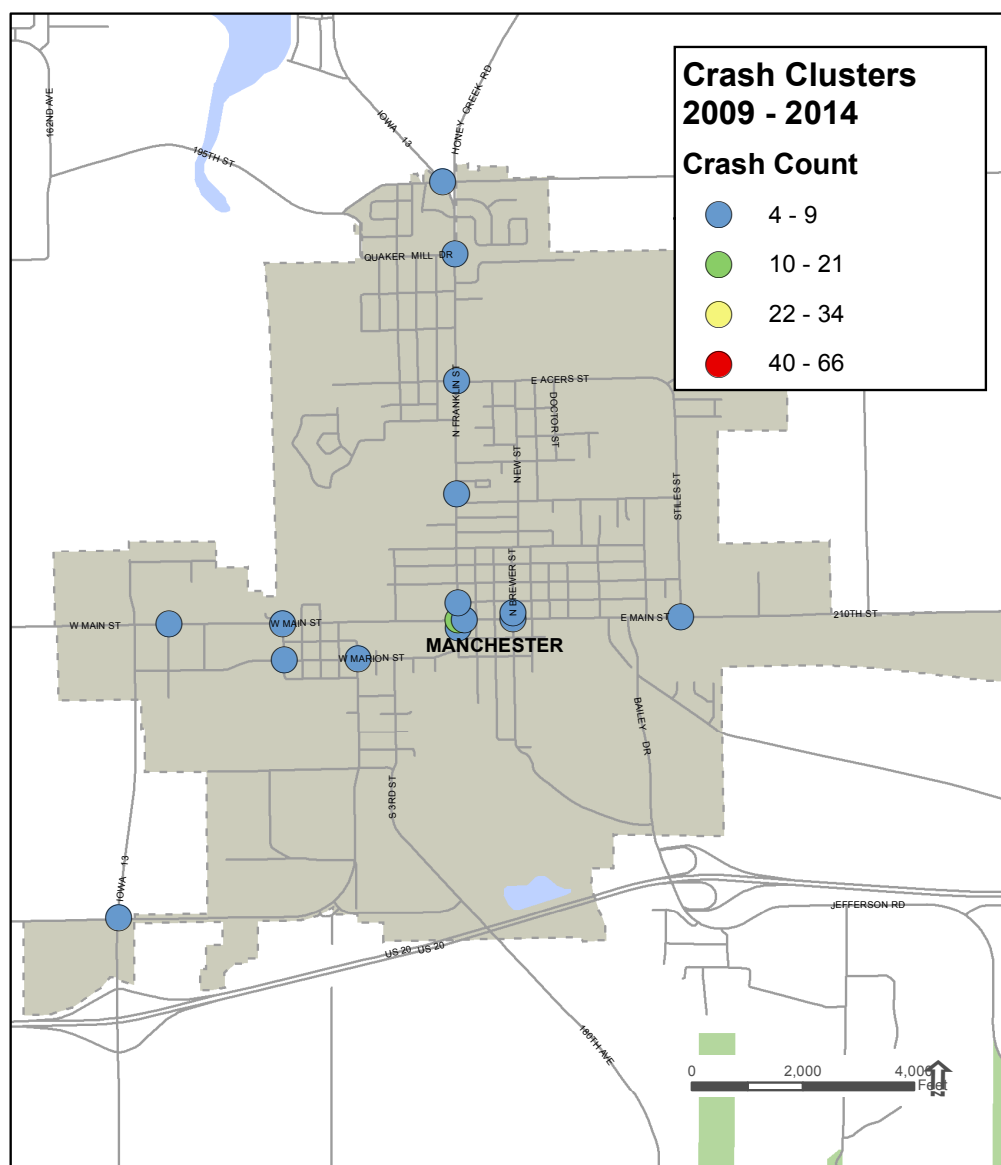 Crash Clusters
2009 - 2014
Crash Count
4 - 9
10 - 21
22 - 34
40 - 66
162ND AVE
195TH ST
IOWA 13
HONEY CREEK RD
QUAKER MILL DR
N FRANKLIN ST
E ACERS ST
DOCTOR ST
NEW ST
STILES ST
N BREWER ST
W MAIN ST
W MAIN ST
E MAIN ST
210TH ST
MANCHESTER
W MARION ST
BAILEY DR
S 3RD ST
IOWA 13
JEFFERSON RD
US 20 US 20
180TH AVE
0 2,000 4,000
Feet
N